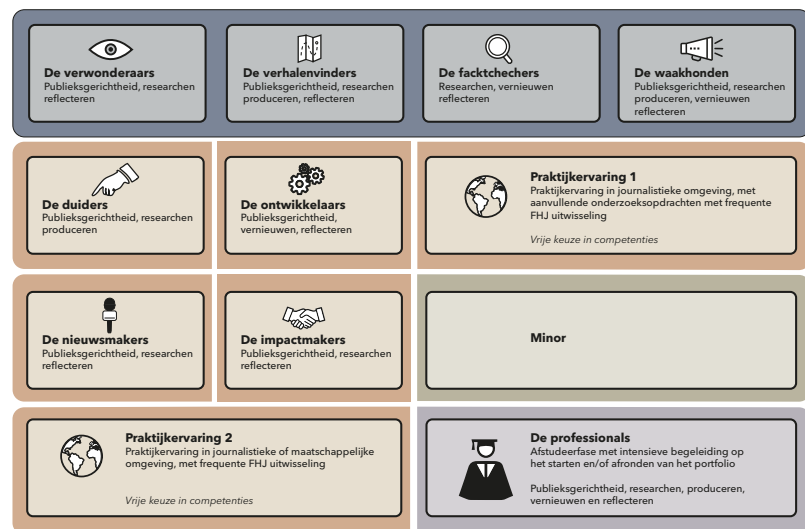 De verwonderaars
Publieksgerichtheid, researchen
reflecteren
De verhalenvinders
Publieksgerichtheid, researchen
produceren, reflecteren
De facktchechers
Researchen, vernieuwen
reflecteren
De waakhonden
Publieksgerichtheid, researchen
produceren, vernieuwen
reflecteren
De duiders
Publieksgerichtheid, researchen
produceren
De ontwikkelaars
Publieksgerichtheid,
vernieuwen, reflecteren
Praktijkervaring 1
Praktijkervaring in journalistieke omgeving, met
aanvullende onderzoeksopdrachten met frequente
FHJ uitwisseling
Vrije keuze in competenties
De nieuwsmakers
Publieksgerichtheid, researchen
reflecteren
De impactmakers
Publieksgerichtheid, researchen
reflecteren
Minor
Praktijkervaring 2
Praktijkervaring in journalistieke of maatschappelijke
omgeving, met frequente FHJ uitwisseling
Vrije keuze in competenties
De professionals
Afstudeerfase met intensieve begeleiding op
het starten en/of afronden van het portfolio
Publieksgerichtheid, researchen, produceren,
vernieuwen en reflecteren